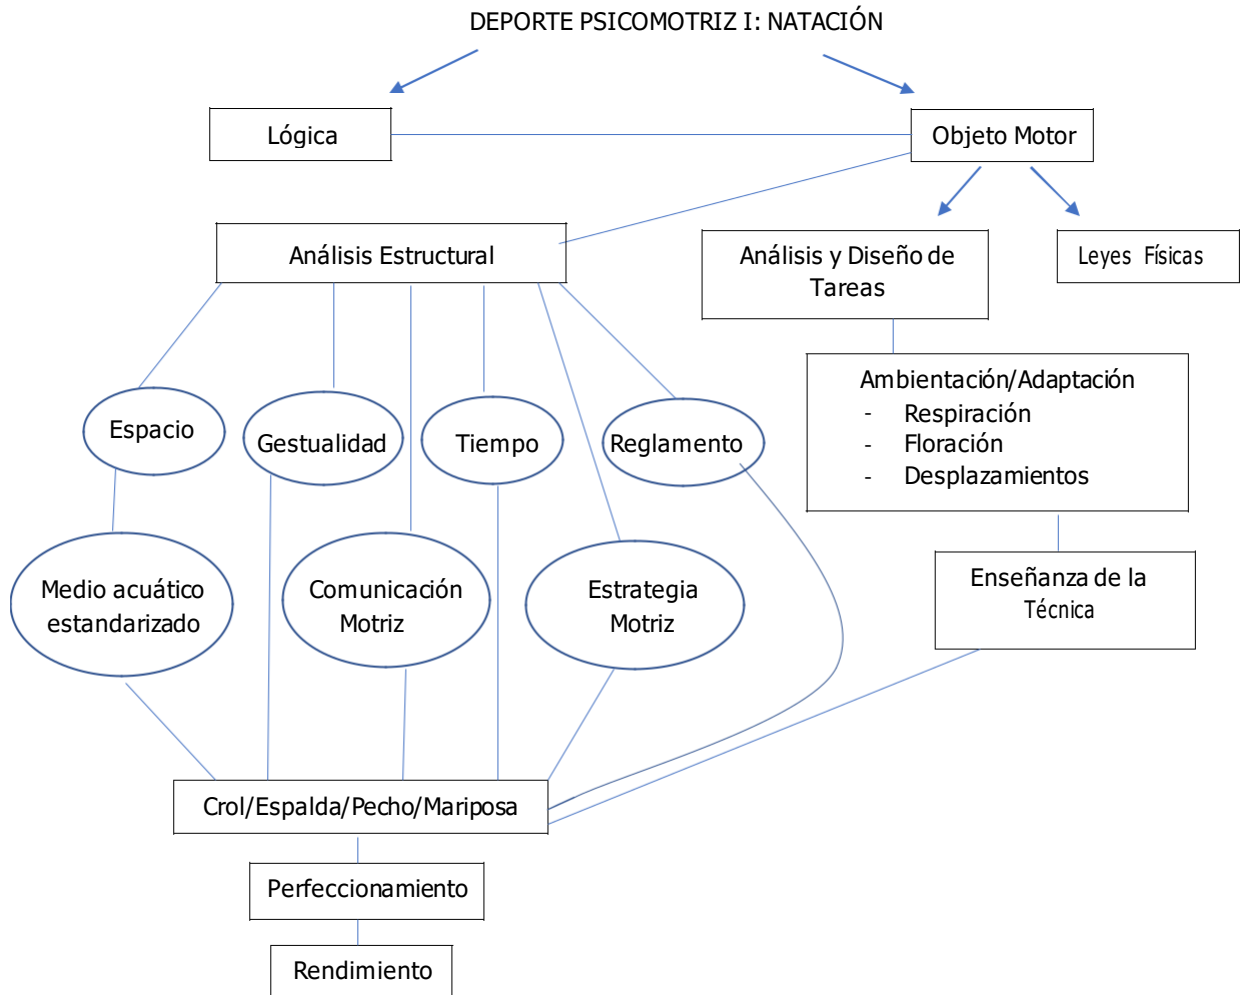 DEPORTE PSICOMOTRIZ I: NATACIÓN
Lógica
Objeto Motor
Análisis Estructural
Análisis y Diseño de
Tareas
Leyes Físicas
Ambientación/Adaptación
- Respiración
- Floración
- Desplazamientos
Espacio
Gestualidad
Tiempo
Reglamento
Medio acuático
estandarizado
Comunicación
Motriz
Estrategia
Motriz
Enseñanza de la
Técnica
Crol/Espalda/Pecho/Mariposa
Perfeccionamiento
Rendimiento